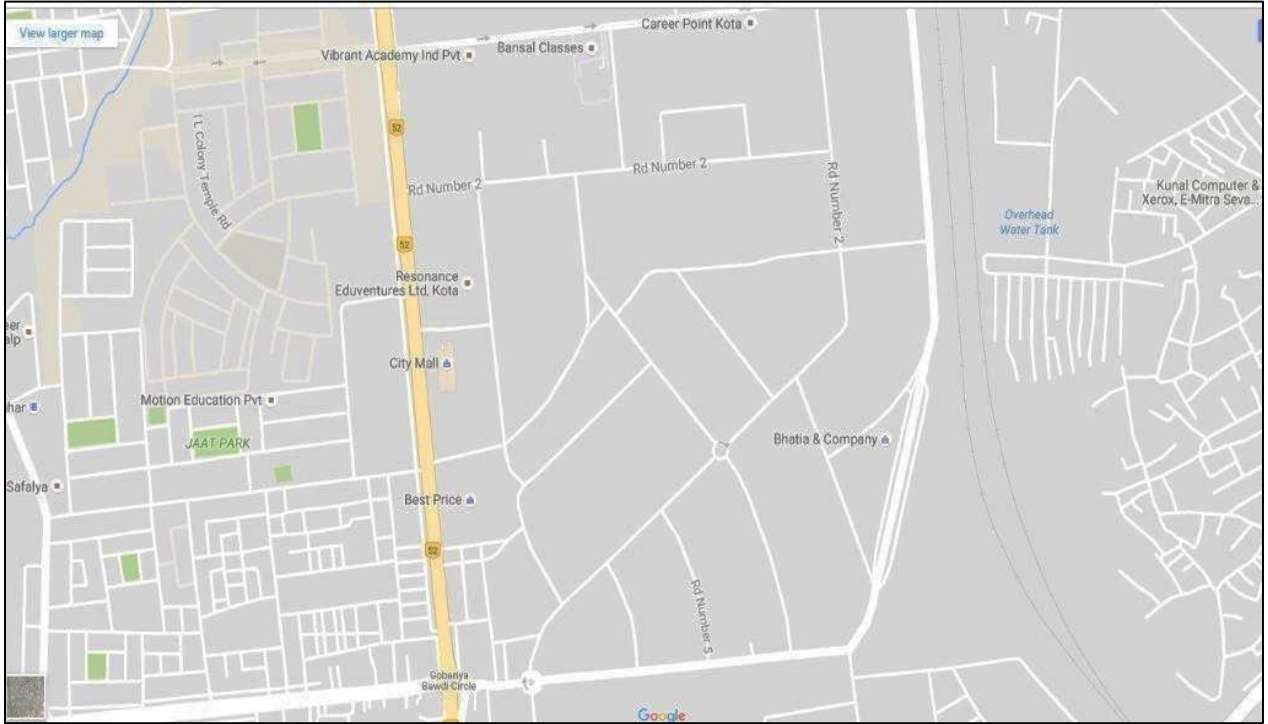 View larger map
Career Point Kota
Vibrant Academy Ind Pvt
Bansal Classes
52
I L Colony Temple Rd
Rd Number 2
Rd Number 2
Rd Number 2
Kunal Computer &
Xerox, E-Mitra Seva...
Overhead
Water Tank
52
Resonance
Eduventures Ltd, Kota
City Mall
Motion Education Pvt
JAAT PARK
Bhatia & Company
Safalya
Best Price
52
Rd Number 5
Gobariya
Bawdi Circle
52
Google